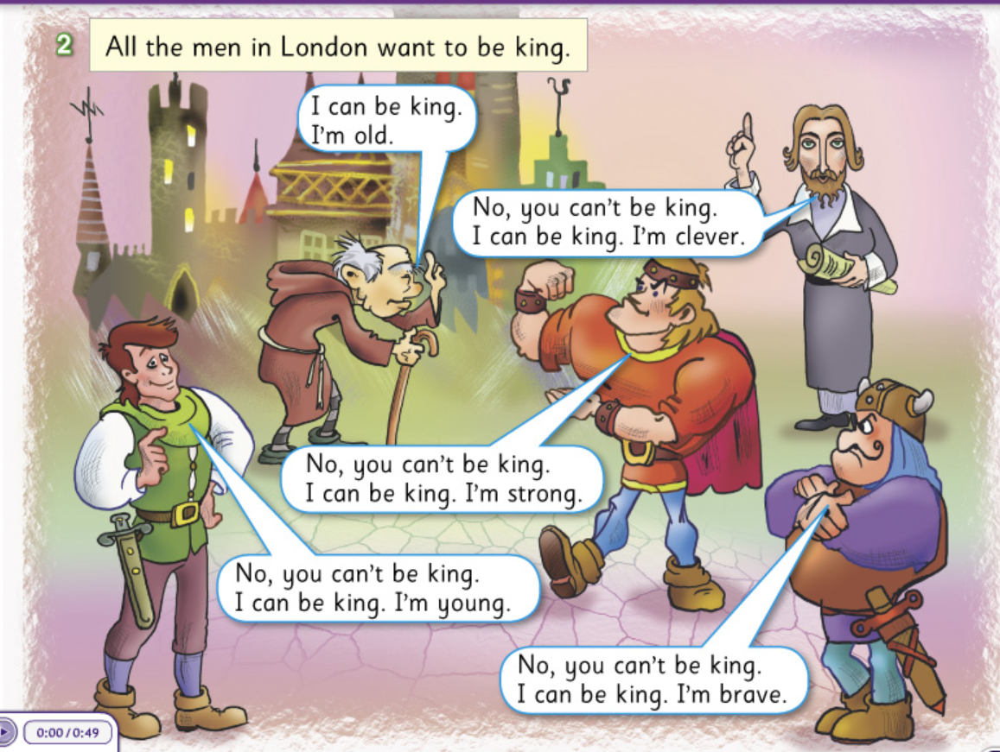 2
All the men in London want to be king.
I can be king.
I'm old.
No, you can't be king.
I can be king. I'm clever.
No, you can't be king.
I can be king. I'm strong.
No, you can't be king.
I can be king. I'm young.
No, you can't be king.
I can be king. I'm brave.
0:00 / 0:49